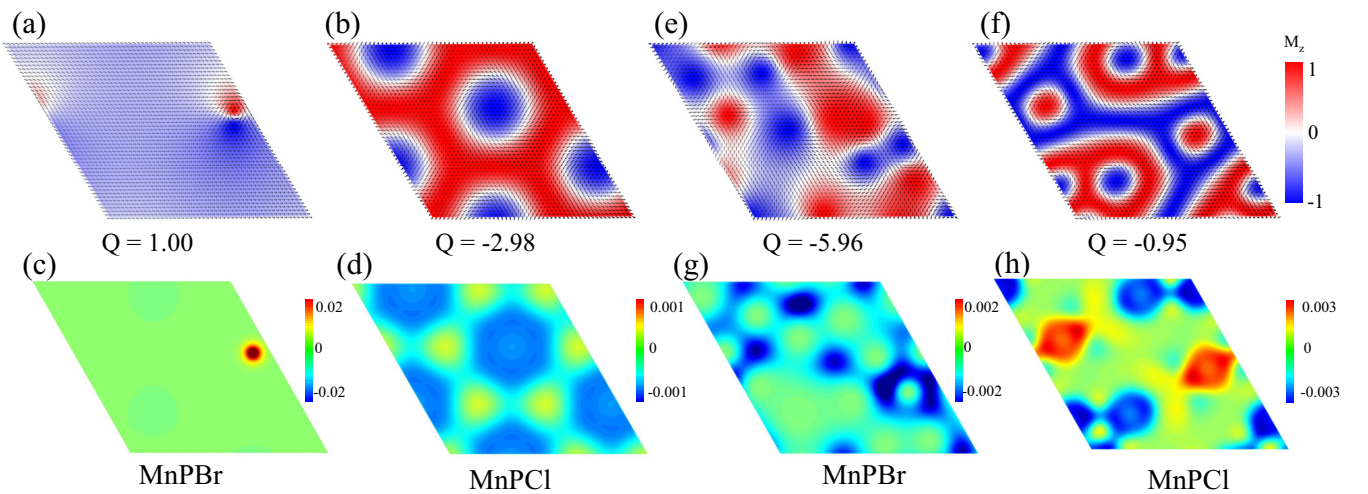 (a)
(b)
(e)
(f)
M_z
1
0
-1
Q = 1.00
Q = -2.98
Q = -5.96
Q = -0.95
(c)
(d)
(g)
(h)
0.02
0
-0.02
0.001
0
-0.001
0.002
0
-0.002
0.003
0
-0.003
MnPBr
MnPCl
MnPBr
MnPCl